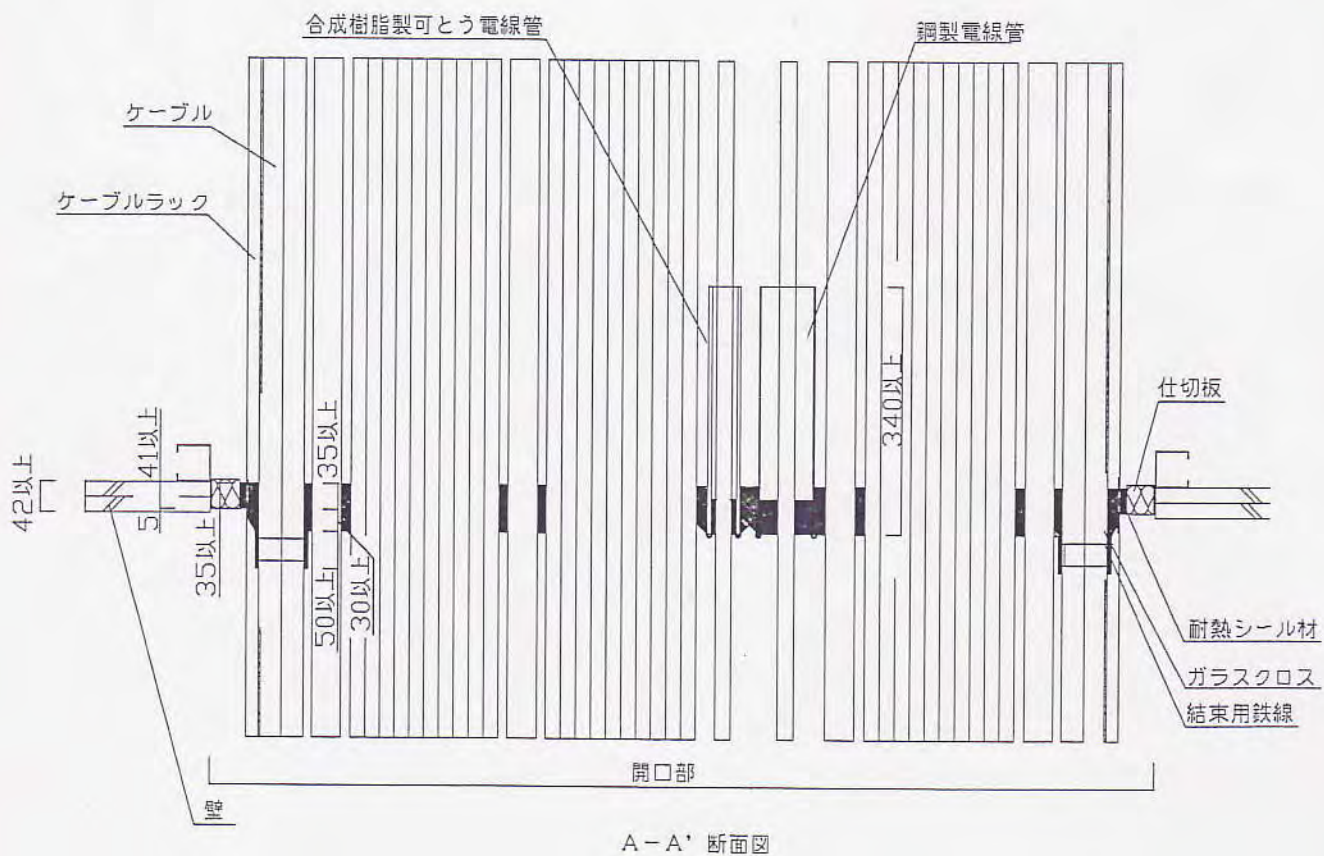 合成樹脂製可とう電線管
鋼製電線管
ケーブル
ケーブルラック
仕切板
340以上
35以上
41以上
42以上
5
35以上
50以上
30以上
耐熱シール材
ガラスクロス
結束用鉄線
開口部
壁
A-A' 断面図